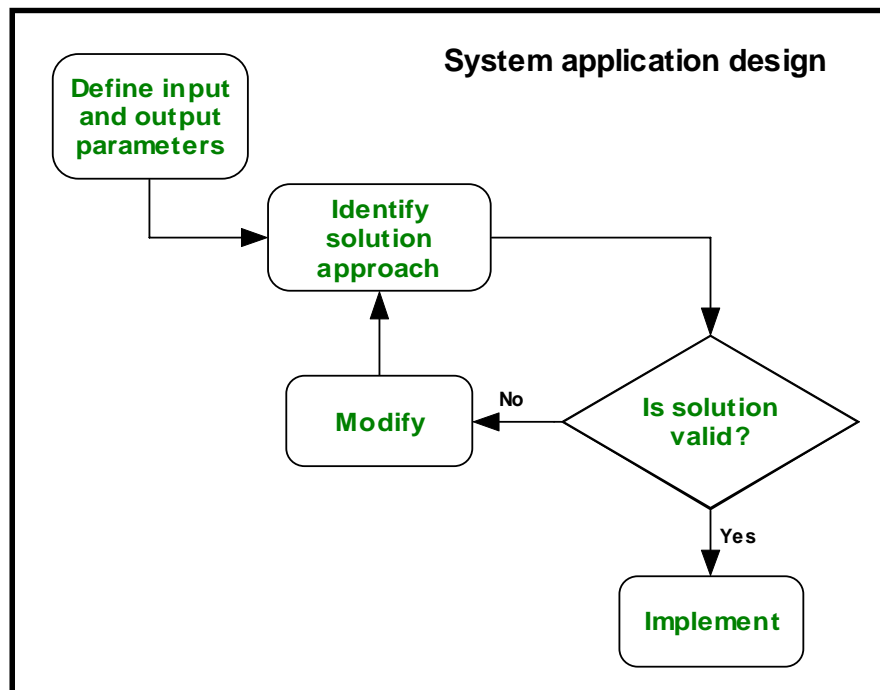 System application design
Define input
and output
parameters
Identify
solution
approach
Is solution
valid?
No
Modify
Yes
Implement